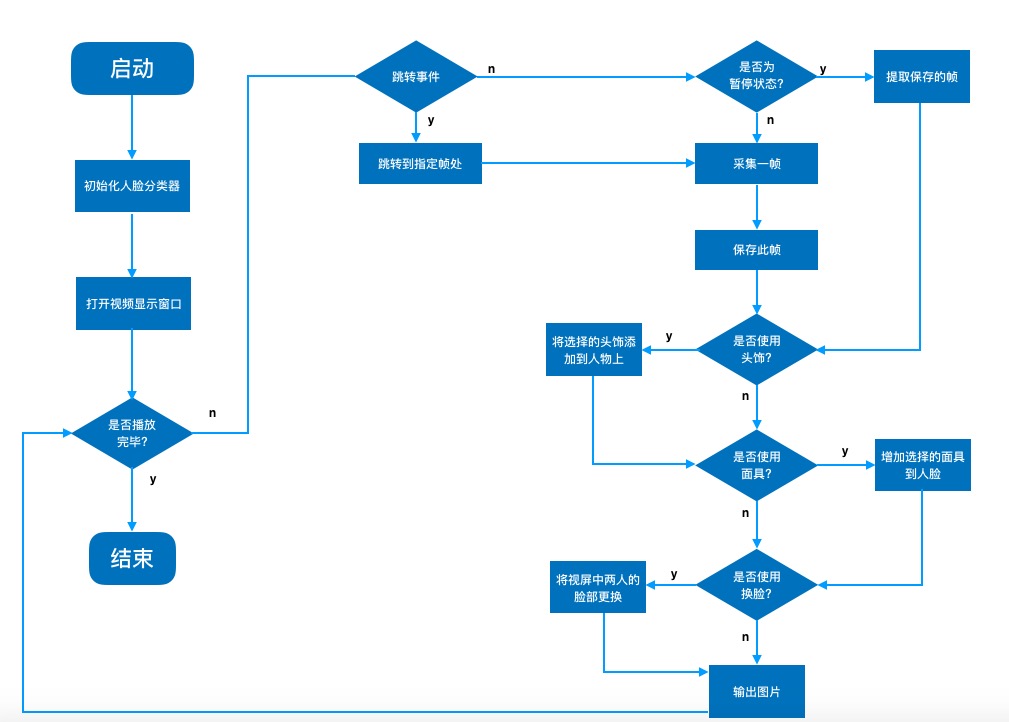 启动
初始化人脸分类器
打开视频显示窗口
是否播放
完毕?
n
y
结束
跳转事件
n
y
跳转到指定帧处
是否为
暂停状态?
y
n
提取保存的帧
采集一帧
保存此帧
是否使用
头饰?
y
n
将选择的头饰添
加到人物上
是否使用
面具?
y
n
增加选择的面具
到人脸
是否使用
换脸?
y
n
将视屏中两人的
脸部更换
输出图片